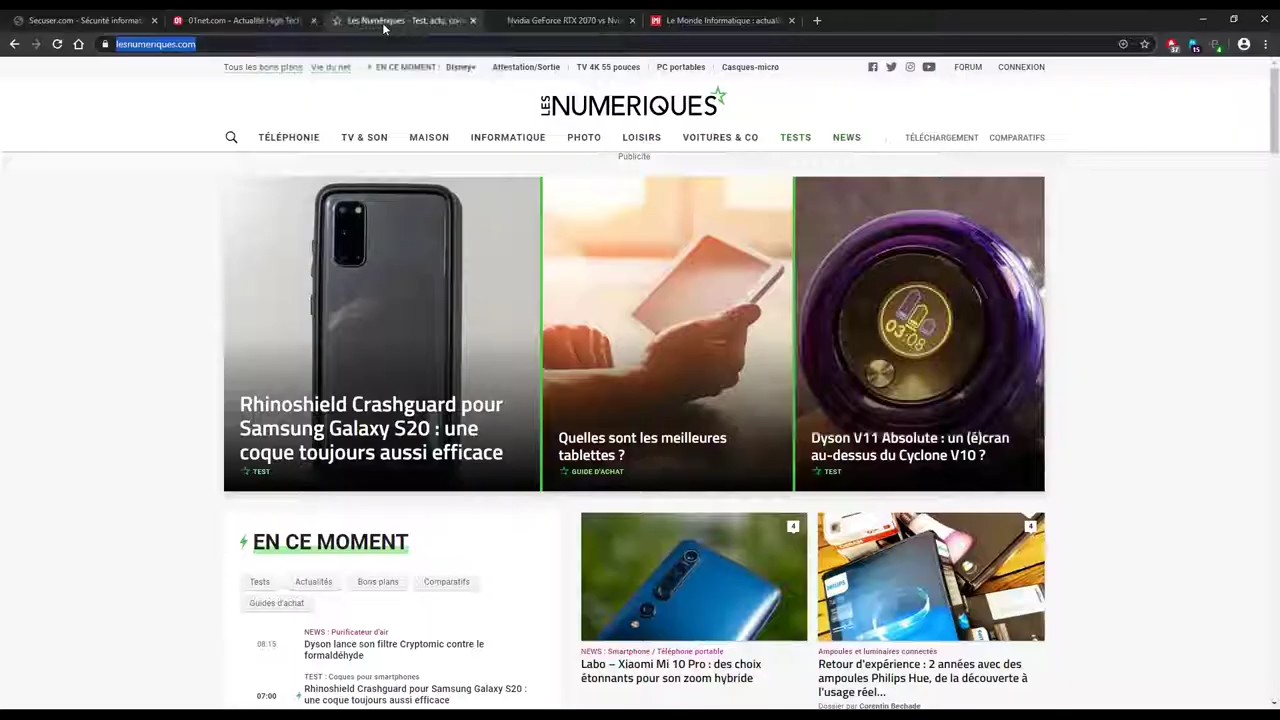 Secuser.com - Sécurité informat
01net.com - Actualité High Tech
Les Numériques - Test, actu, co
Nvidia GeForce RTX 2070 vs Nvi
Le Monde Informatique : actuali
lesnumeriques.com
37
15
4
Tous les bons plans
Vie du net
EN CE MOMENT :
Disney+
Attestation/Sortie
TV 4K 55 pouces
PC portables
Casques-micro
FORUM
CONNEXION
LES NUMERIQUES
TÉLÉPHONIE
TV & SON
MAISON
INFORMATIQUE
PHOTO
LOISIRS
VOITURES & CO
TESTS
NEWS
TÉLÉCHARGEMENT
COMPARATIFS
Publicité
03:08
Rhinoshield Crashguard pour
Samsung Galaxy S20 : une
coque toujours aussi efficace
TEST
Quelles sont les meilleures
tablettes ?
GUIDE D'ACHAT
Dyson V11 Absolute : un (é)cran
au-dessus du Cyclone V10 ?
TEST
EN CE MOMENT
Tests
Actualités
Bons plans
Comparatifs
Guides d'achat
08:15
NEWS : Purificateur d'air
Dyson lance son filtre Cryptomic contre le
formaldéhyde
07:00
TEST : Coques pour smartphones
Rhinoshield Crashguard pour Samsung Galaxy S20 :
une coque toujours aussi efficace
4
NEWS : Smartphone / Téléphone portable
Labo – Xiaomi Mi 10 Pro : des choix
étonnants pour son zoom hybride
4
PHILIPS
Ampoules et luminaires connectés
Retour d'expérience : 2 années avec des
ampoules Philips Hue, de la découverte à
l'usage réel...
Dossier par Corentin Bechade